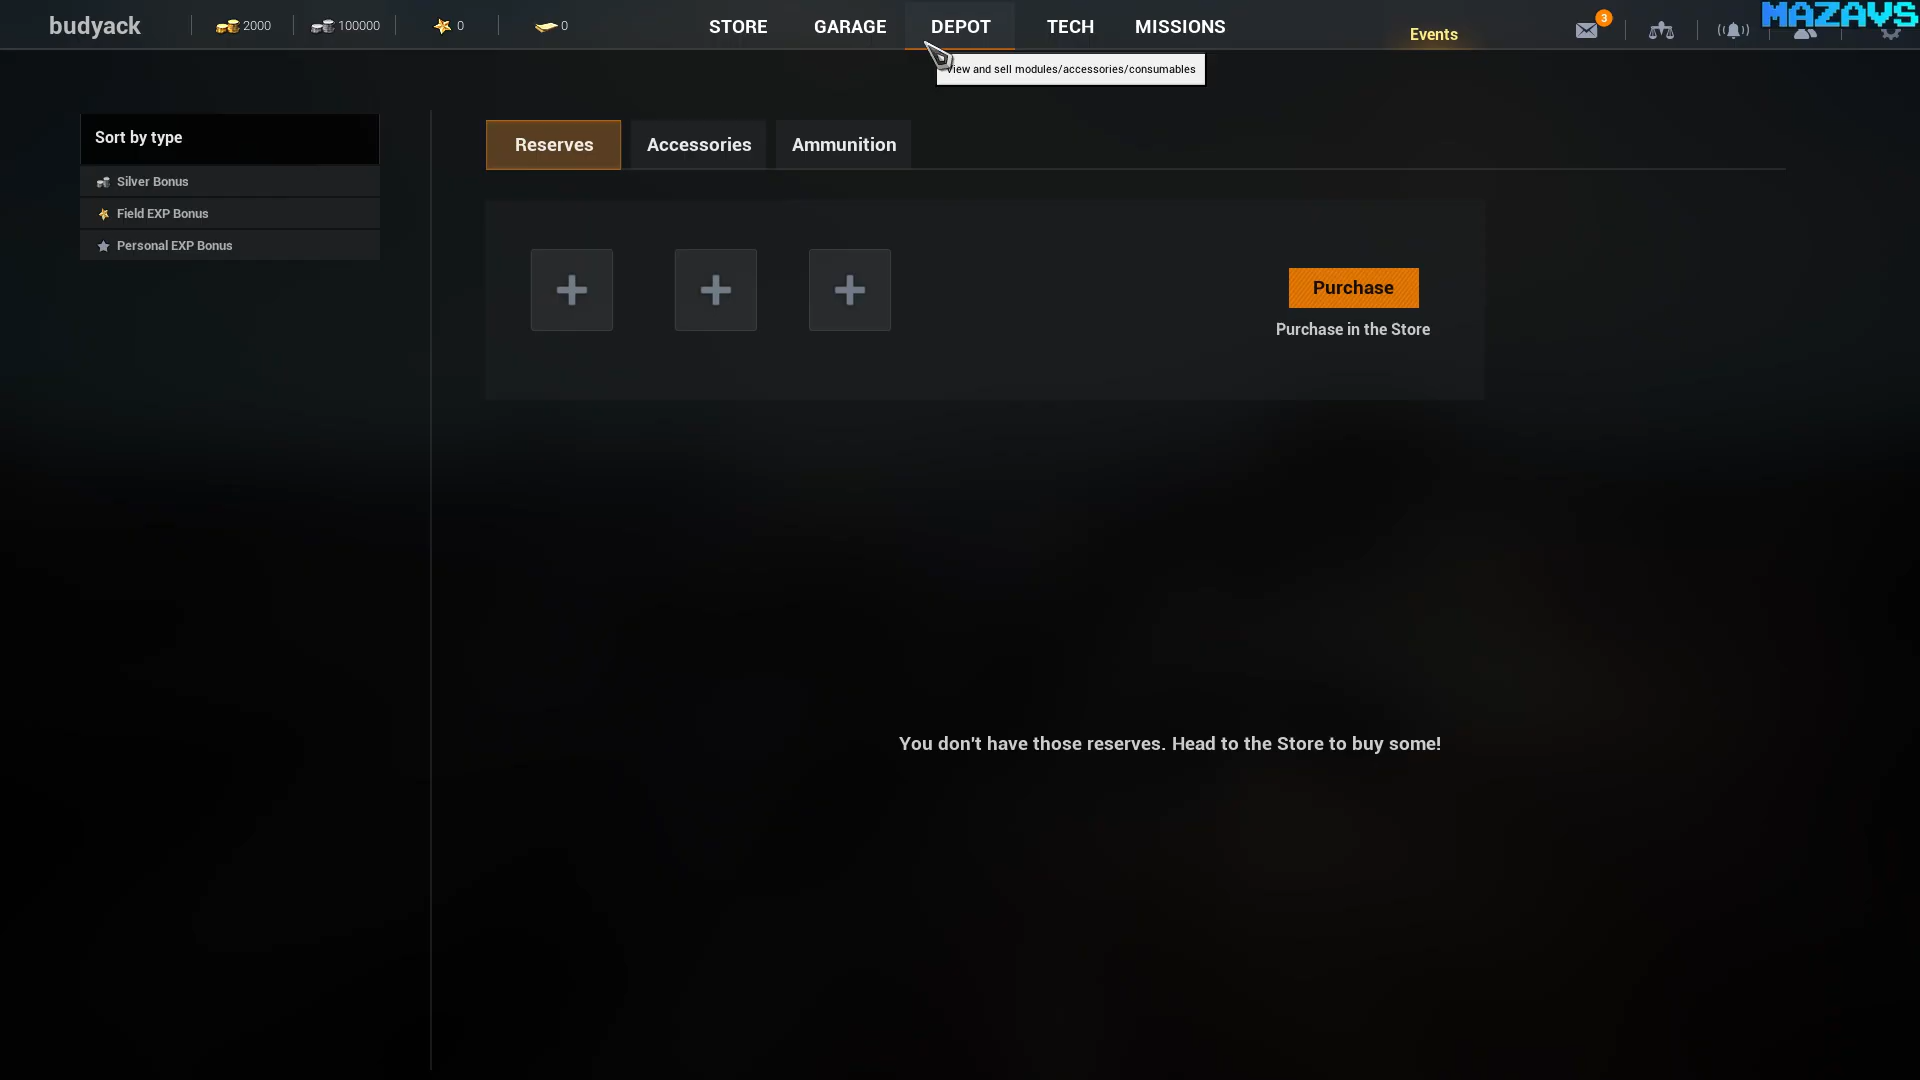 budyack
2000
100000
0
0
STORE
GARAGE
DEPOT
TECH
MISSIONS
Events
3
MAZAVS
View and sell modules/accessories/consumables
Sort by type
Silver Bonus
Field EXP Bonus
Personal EXP Bonus
Reserves
Accessories
Ammunition
Purchase
Purchase in the Store
You don't have those reserves. Head to the Store to buy some!